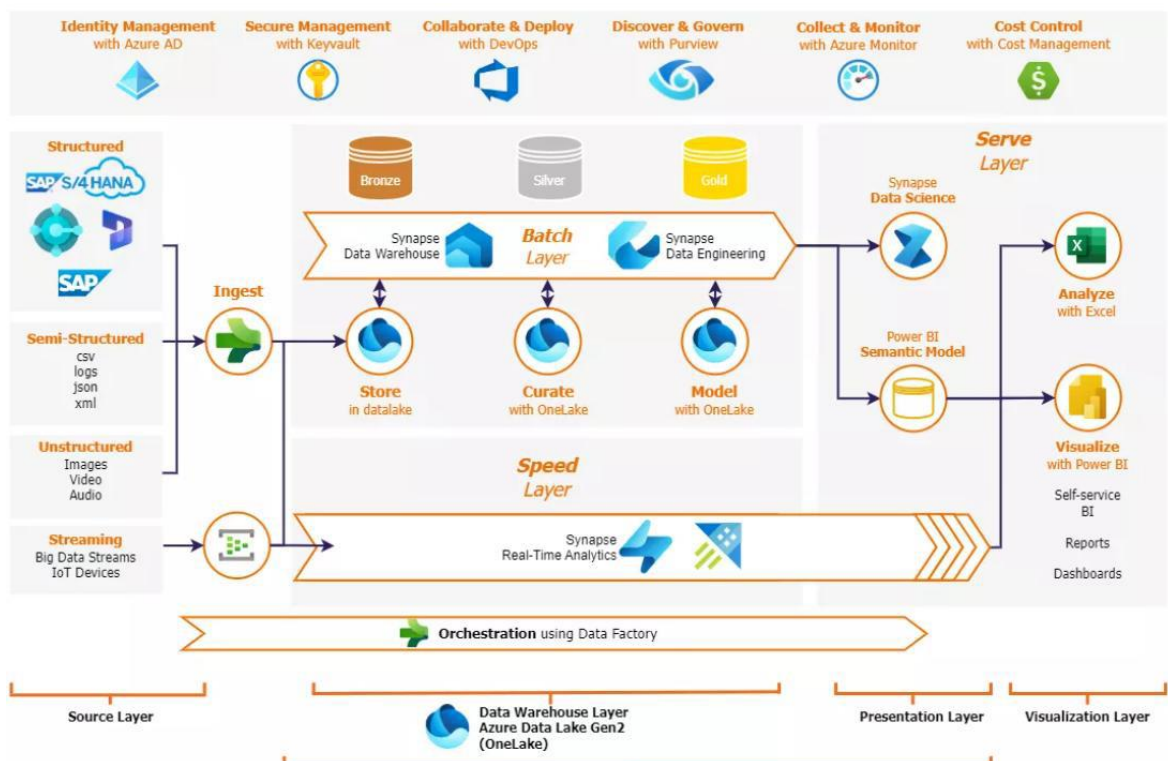 Identity Management
with Azure AD
Secure Management
with Keyvault
Collaborate & Deploy
with DevOps
Discover & Govern
with Purview
Collect & Monitor
with Azure Monitor
Cost Control
with Cost Management
Structured
SAP S/4 HANA
SAP
Semi-Structured
csv
logs
json
xml
Unstructured
Images
Video
Audio
Streaming
Big Data Streams
IoT Devices
Ingest
Bronze
Silver
Gold
Synapse
Data Warehouse
Batch
Layer
Synapse
Data Engineering
Store
in datalake
Curate
with OneLake
Model
with OneLake
Speed
Layer
Synapse
Real-Time Analytics
Serve
Layer
Synapse
Data Science
Power BI
Semantic Model
X
Analyze
with Excel
Visualize
with Power BI
Self-service
BI
Reports
Dashboards
Orchestration using Data Factory
Source Layer
Data Warehouse Layer
Azure Data Lake Gen2
(OneLake)
Presentation Layer
Visualization Layer